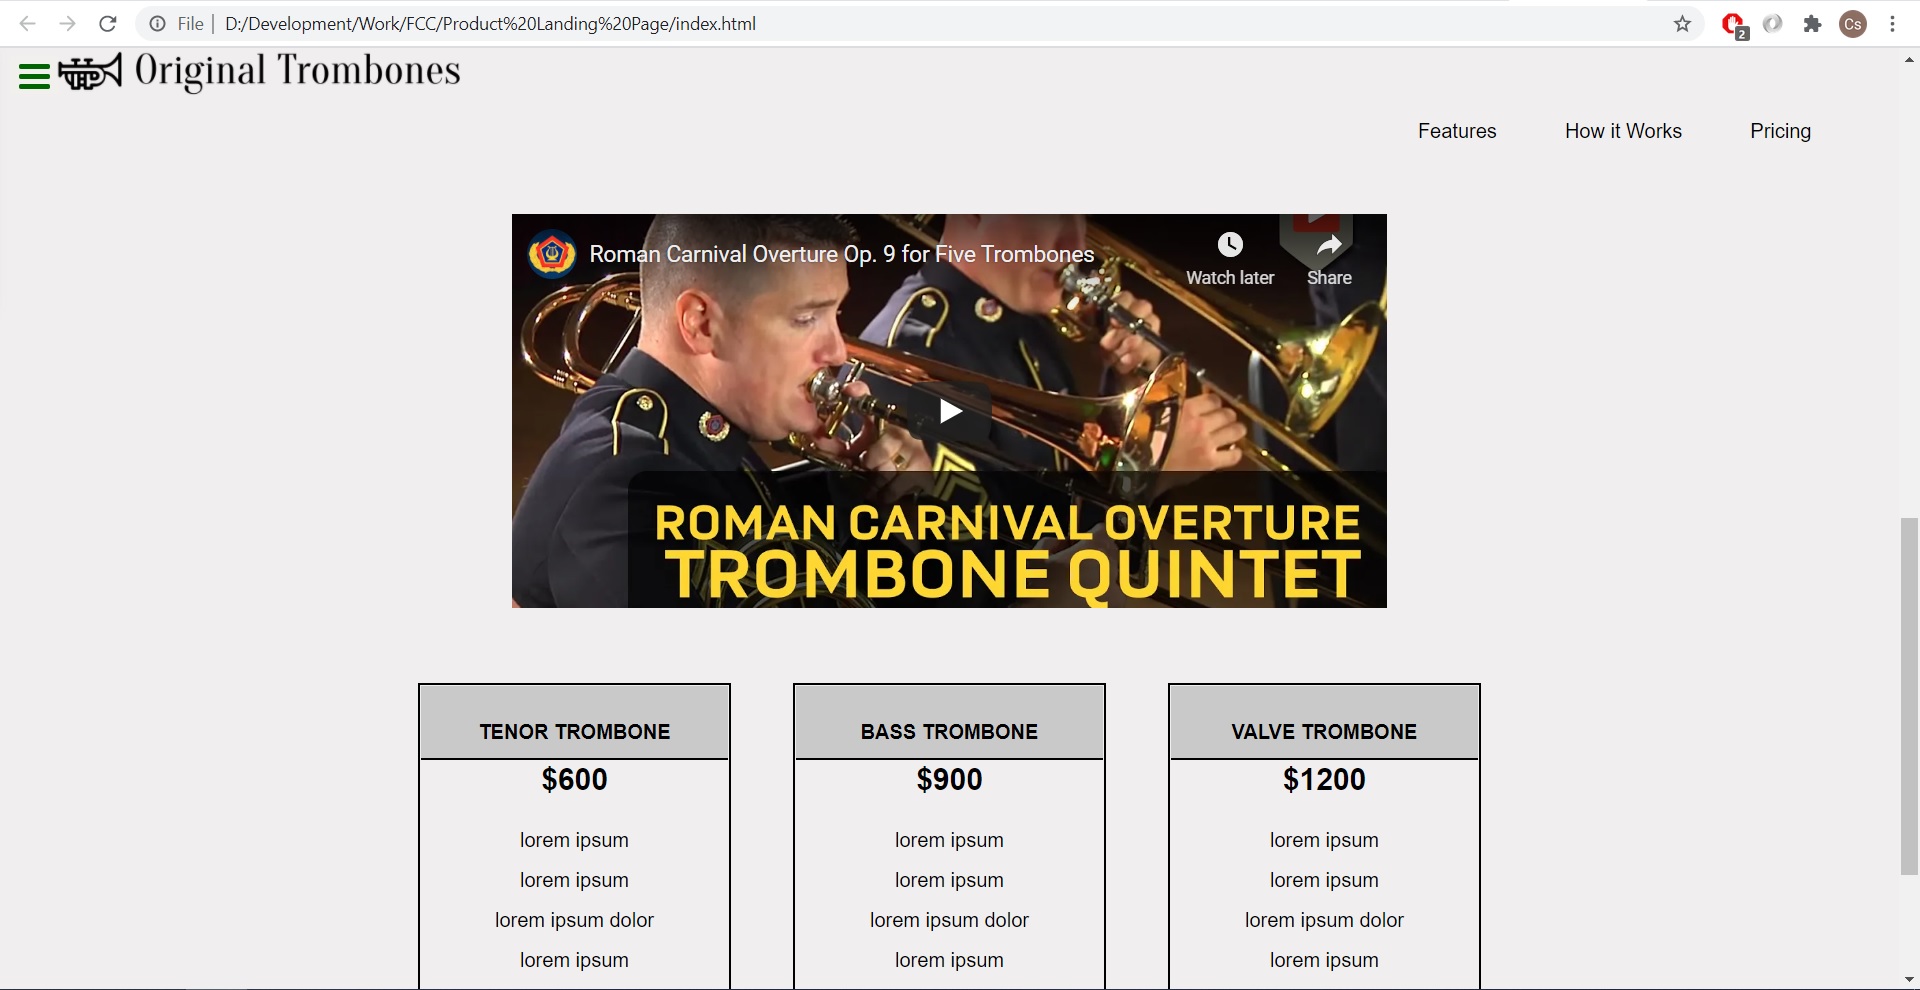 File
D:/Development/Work/FCC/Product%20Landing%20Page/index.html
2
Cs
Original Trombones
Features
How it Works
Pricing
Roman Carnival Overture Op. 9 for Five Trombones
Watch later
Share
ROMAN CARNIVAL OVERTURE
TROMBONE QUINTET
TENOR TROMBONE
$600
lorem ipsum
lorem ipsum
lorem ipsum dolor
lorem ipsum
BASS TROMBONE
$900
lorem ipsum
lorem ipsum
lorem ipsum dolor
lorem ipsum
VALVE TROMBONE
$1200
lorem ipsum
lorem ipsum
lorem ipsum dolor
lorem ipsum